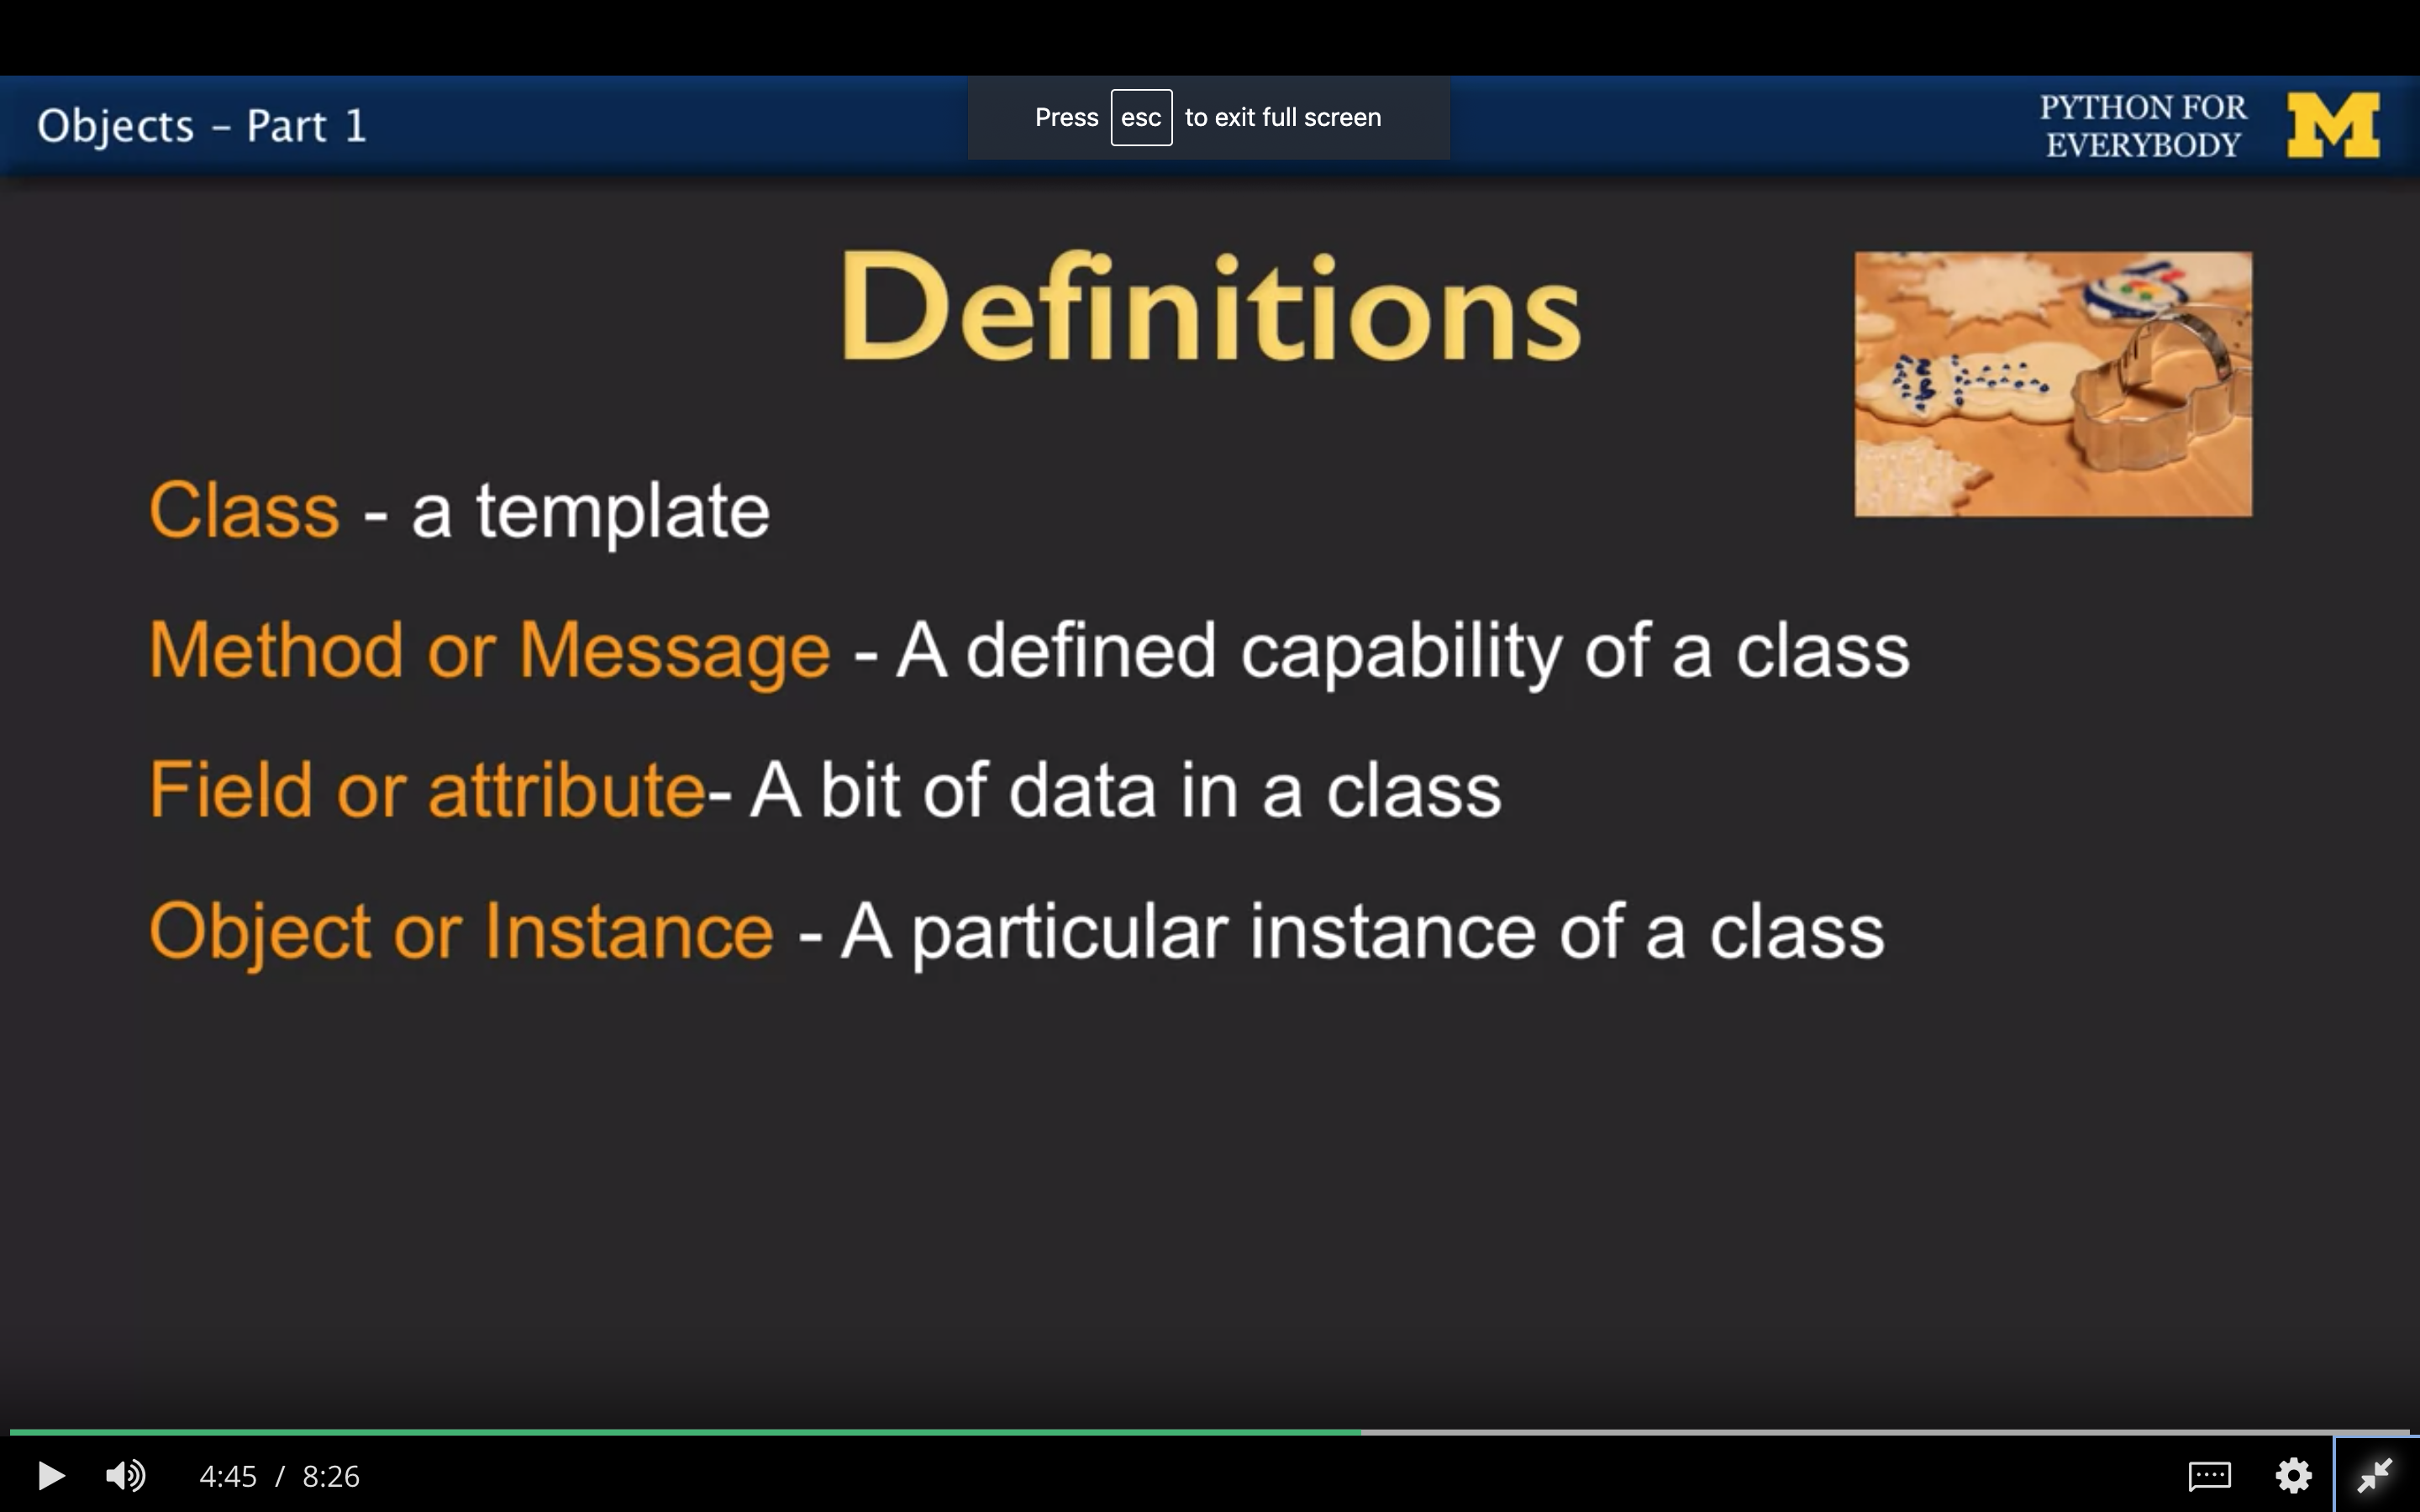 Objects – Part 1
Press esc to exit full screen
PYTHON FOR
EVERYBODY
M
Definitions
Class - a template
Method or Message - A defined capability of a class
Field or attribute- A bit of data in a class
Object or Instance - A particular instance of a class
4:45 / 8:26